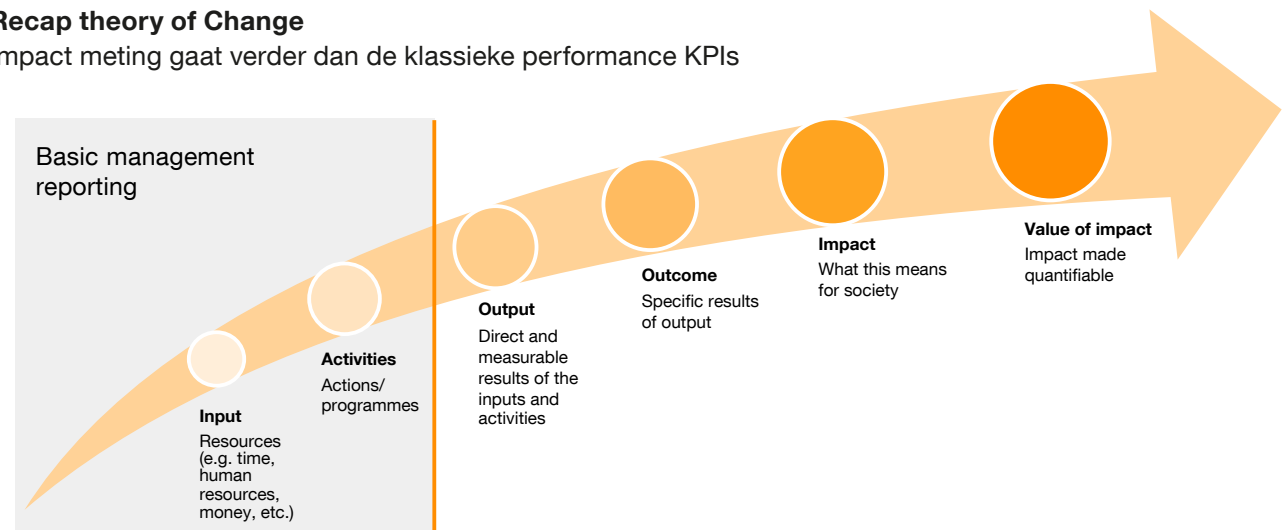 Recap theory of Change
mpact meting gaat verder dan de klassieke performance KPIs
Basic management
reporting
Input
Resources
(e.g. time,
human
resources,
money, etc.)
Activities
Actions/
programmes
Output
Direct and
measurable
results of the
inputs and
activities
Outcome
Specific results
of output
Impact
What this means
for society
Value of impact
Impact made
quantifiable